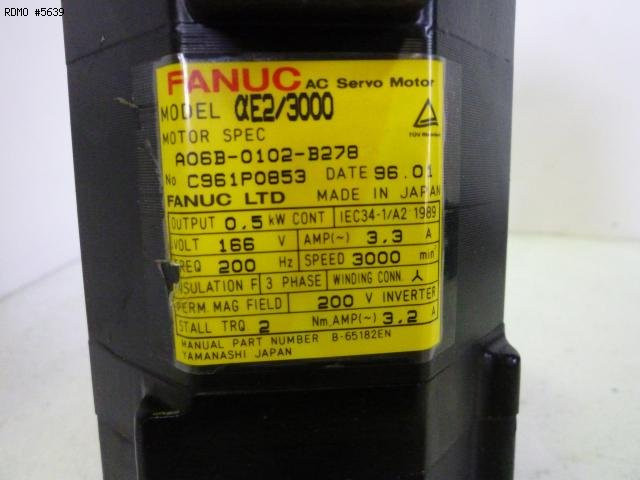 RDMO #5639
FANUC AC Servo Motor
MODEL αE2/3000
MOTOR SPEC
A06B-0102-B278
No C961P0853 DATE 96.01
FANUC LTD MADE IN JAPAN
OUTPUT 0.5 kW CONT IEC34-1/A2 1989
VOLT 166 V AMP(~) 3.3 A
FREQ 200 Hz SPEED 3000 min⁻¹
INSULATION F 3 PHASE WINDING CONN. 人
PERM. MAG FIELD 200 V INVERTER
STALL TRQ 2 Nm, AMP(~) 3.2 A
MANUAL PART NUMBER B-65182EN
YAMANASHI JAPAN